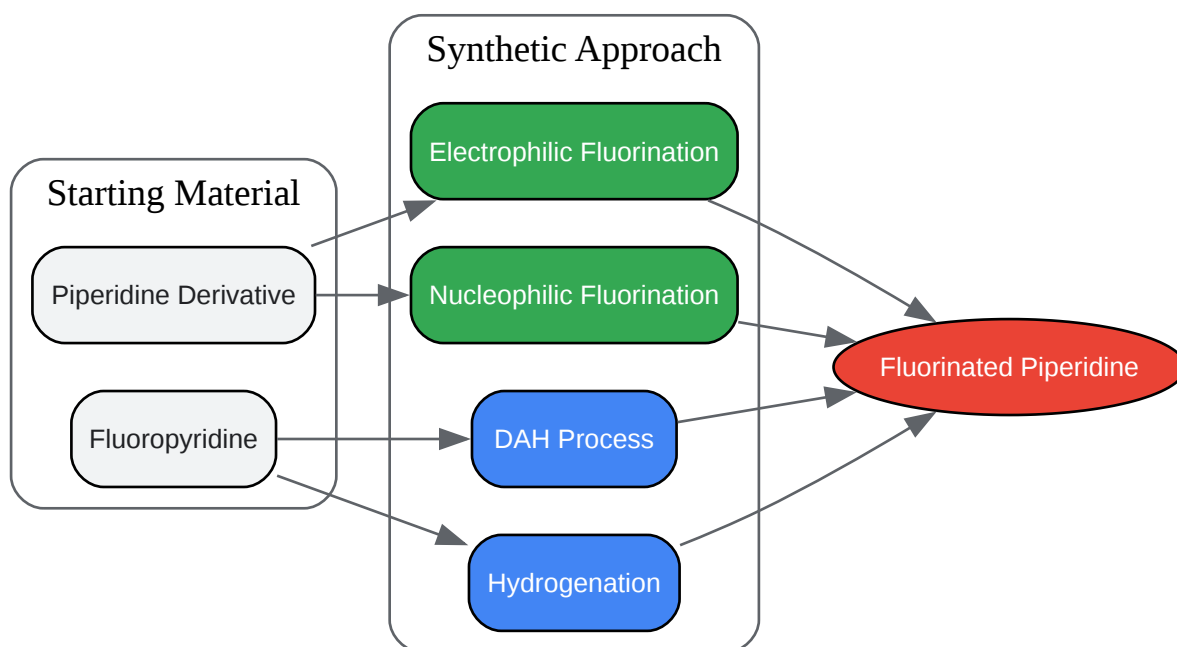 Synthetic Approach
Electrophilic Fluorination
Starting Material
Piperidine Derivative
Nucleophilic Fluorination
Fluorinated Piperidine
Fluoropyridine
DAH Process
Hydrogenation